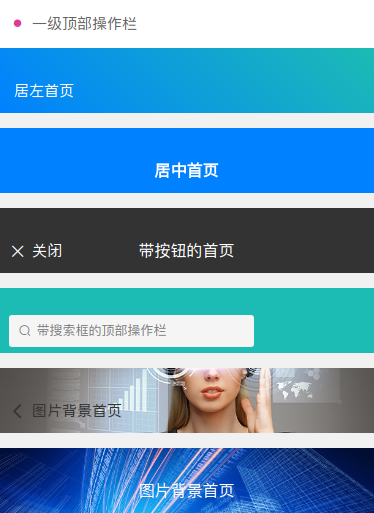 一级顶部操作栏
居左首页
居中首页
关闭 带按钮的首页
带搜索框的顶部操作栏
图片背景首页
图片背景首页